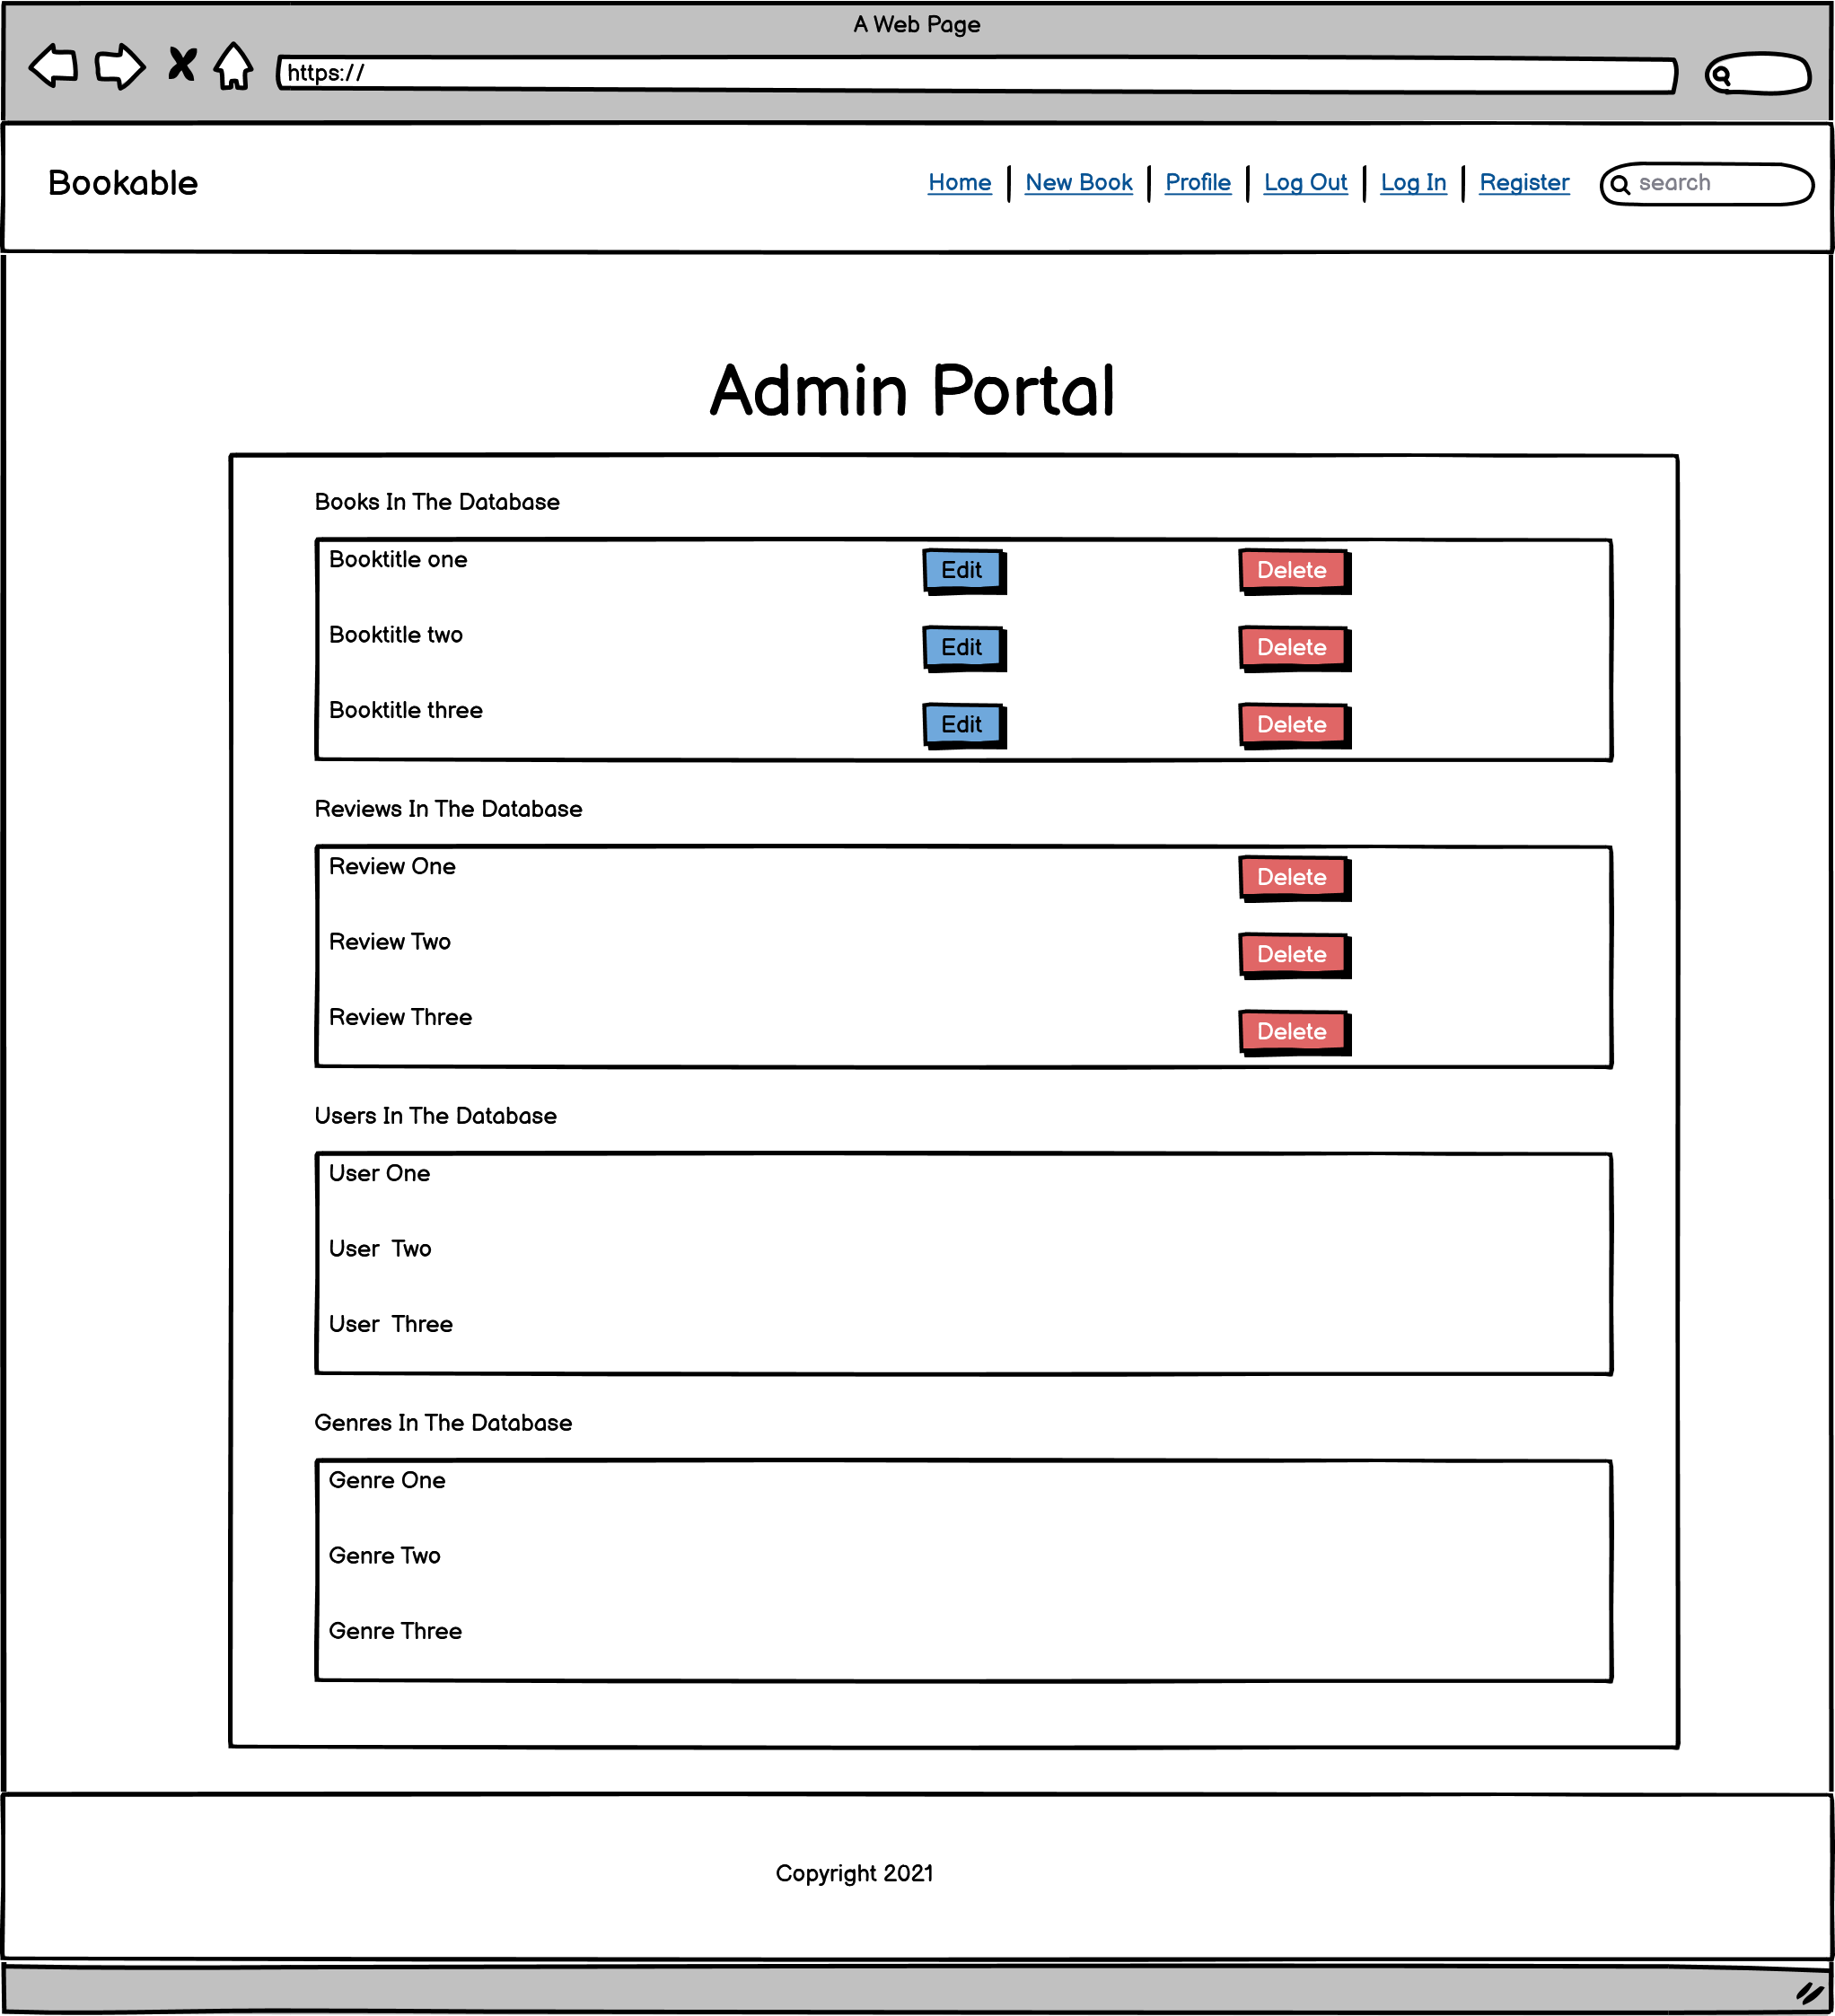 A Web Page
https://
Bookable
Home New Book Profile Log Out Log In Register search
Admin Portal
Books In The Database
Booktitle one Edit Delete
Booktitle two Edit Delete
Booktitle three Edit Delete
Reviews In The Database
Review One Delete
Review Two Delete
Review Three Delete
Users In The Database
User One
User Two
User Three
Genres In The Database
Genre One
Genre Two
Genre Three
Copyright 2021